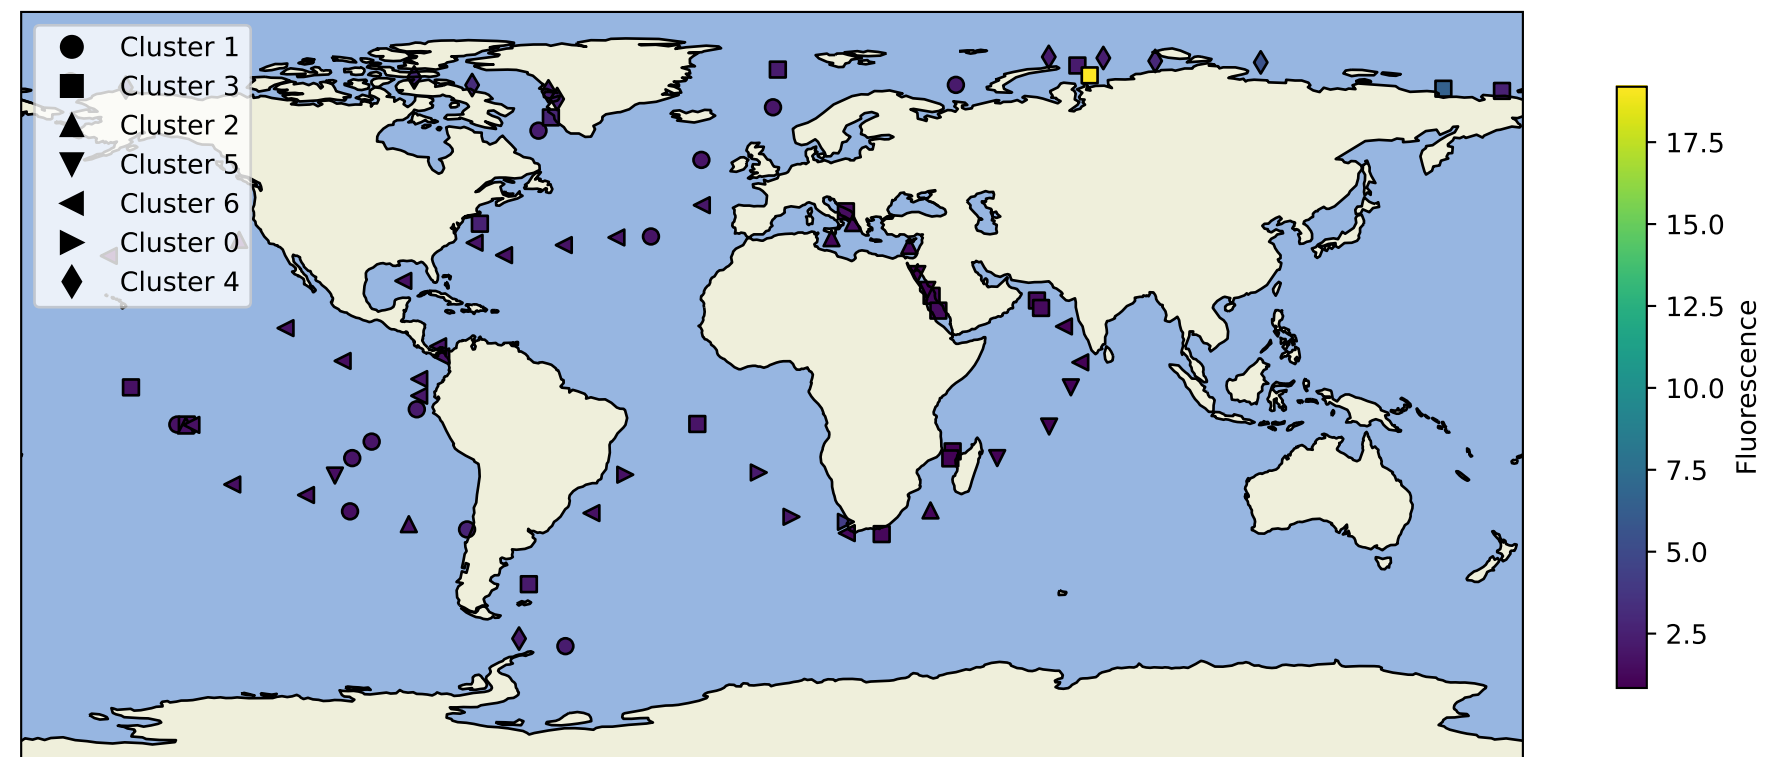 Cluster 1
Cluster 3
Cluster 2
Cluster 5
Cluster 6
Cluster 0
Cluster 4
17.5
15.0
12.5
10.0
7.5
5.0
2.5
Fluorescence